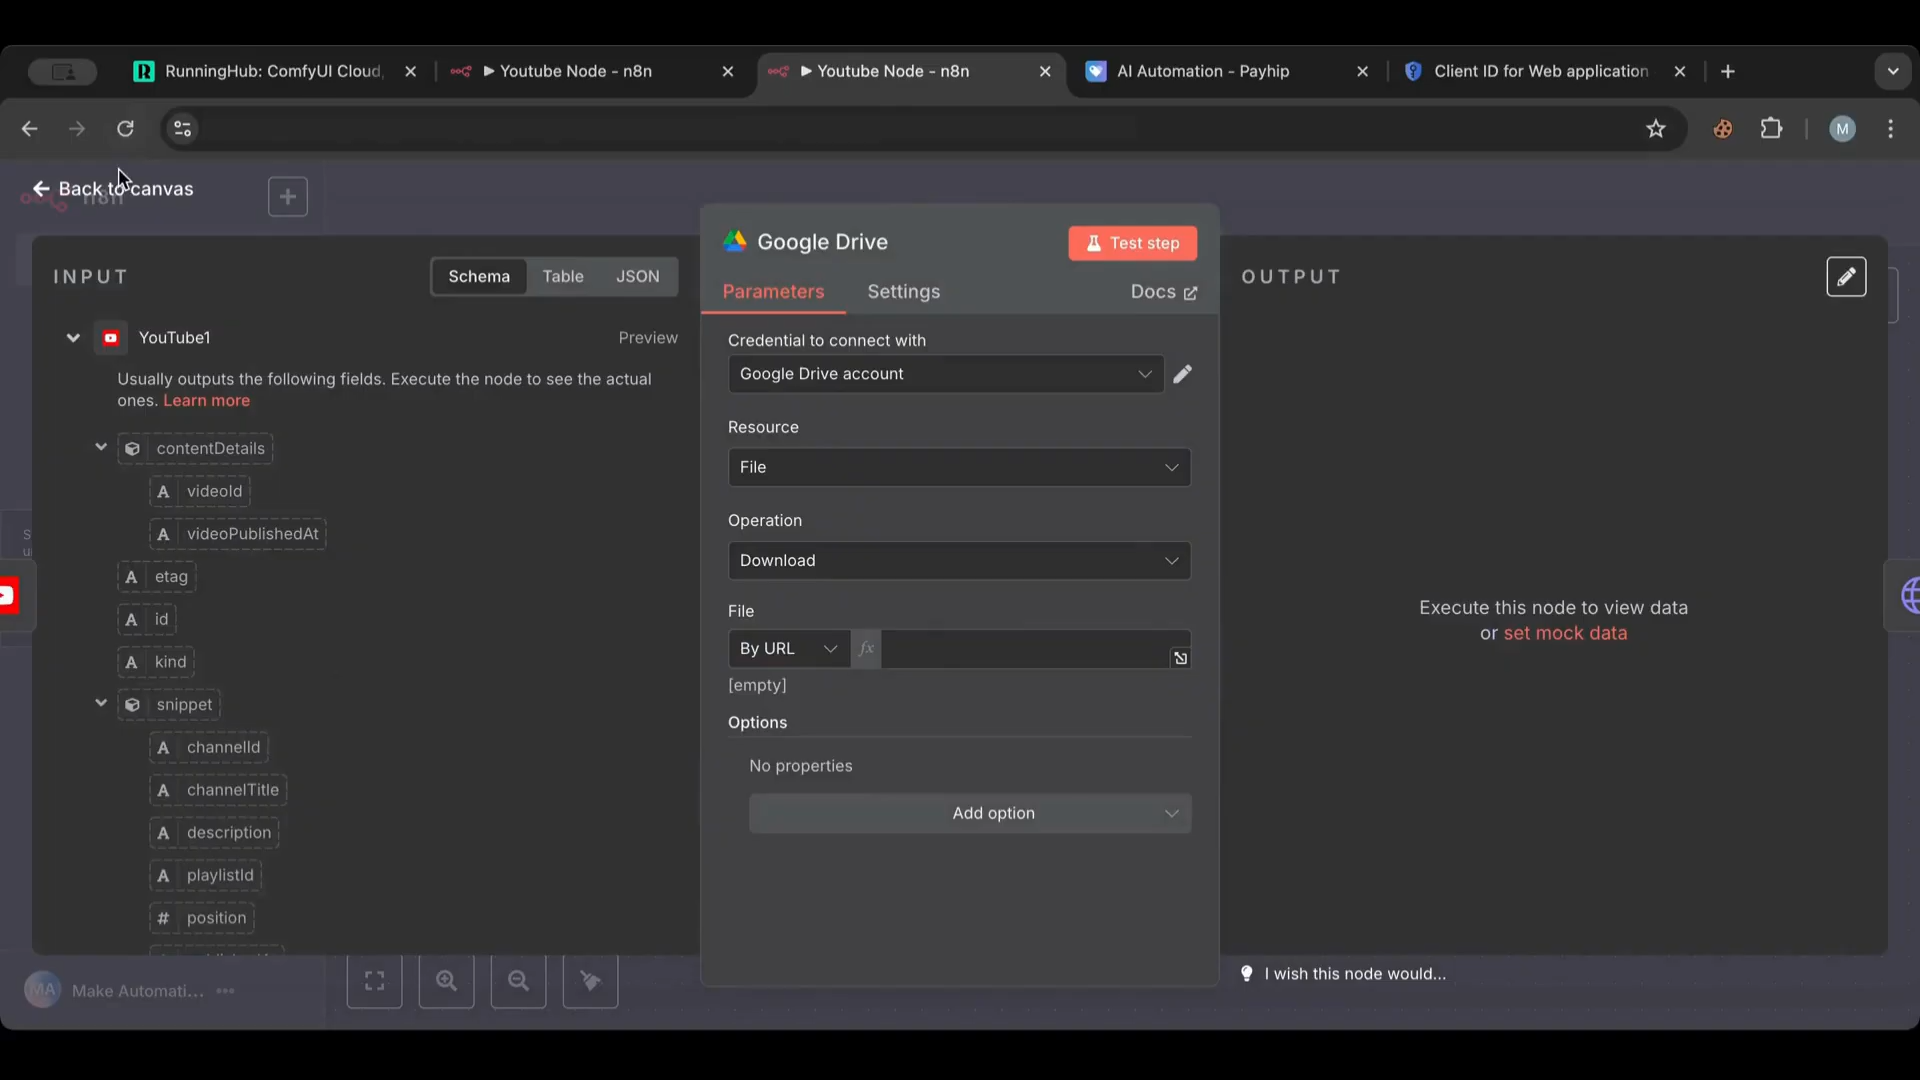 RunningHub: ComfyUI Cloud,
Youtube Node - n8n
Youtube Node - n8n
AI Automation - Payhip
Client ID for Web application
M
Back to canvas
n8n
INPUT
Schema
Table
JSON
YouTube1
Preview
Usually outputs the following fields. Execute the node to see the actual
ones. Learn more
contentDetails
A videoId
A videoPublishedAt
A etag
A id
A kind
snippet
A channelId
A channelTitle
A description
A playlistId
# position
Google Drive
Test step
Parameters
Settings
Docs
Credential to connect with
Google Drive account
Resource
File
Operation
Download
File
By URL
fx
[empty]
Options
No properties
Add option
OUTPUT
Execute this node to view data
or set mock data
I wish this node would...
MA
Make Automati...